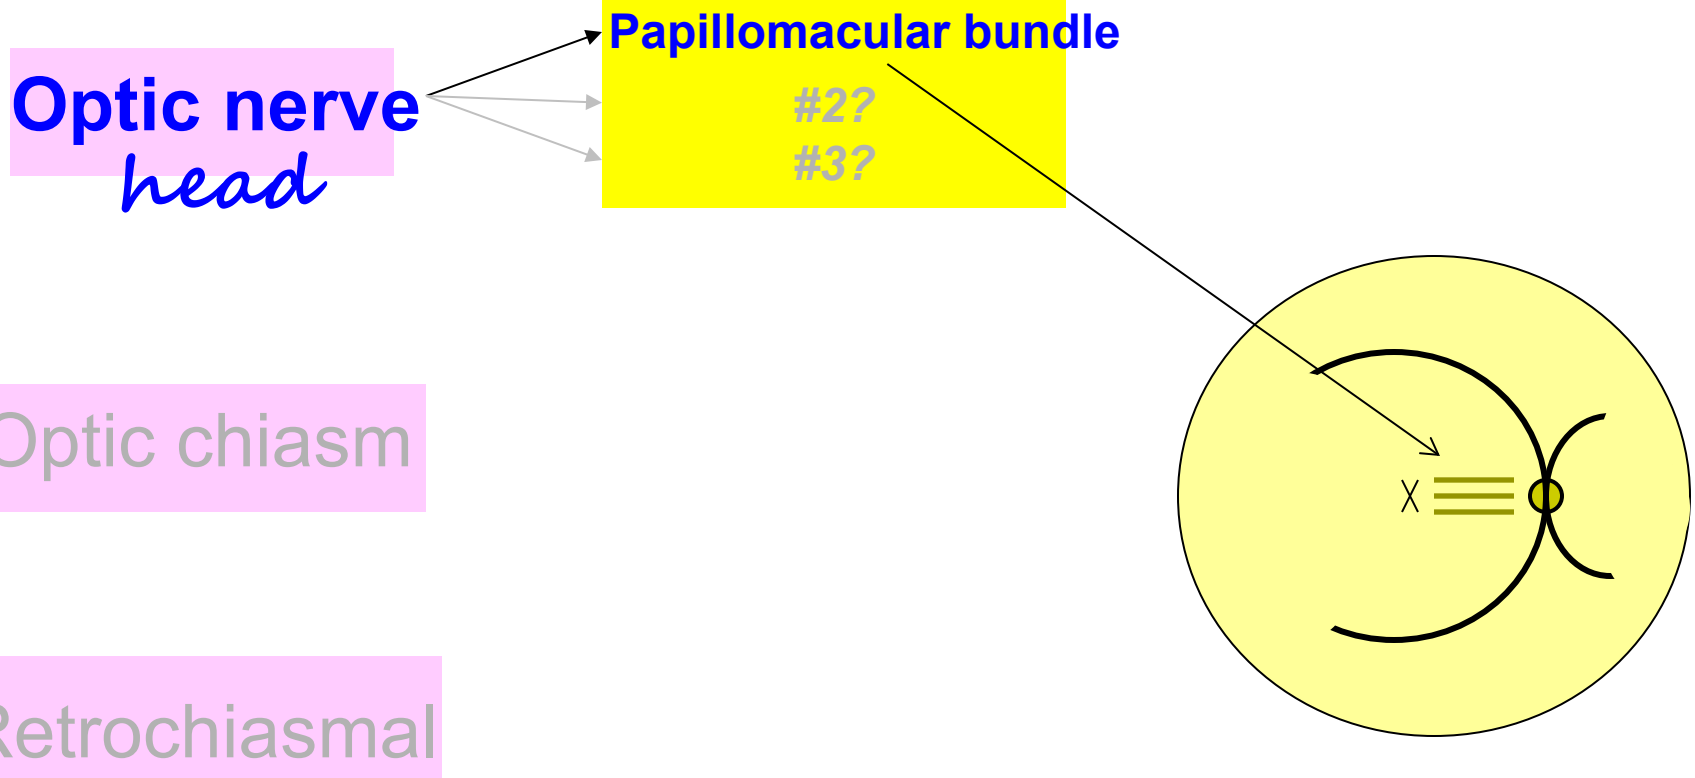 Papillomacular bundle
Optic nerve
head
#2?
#3?
X
Optic chiasm
Retrochiasmal